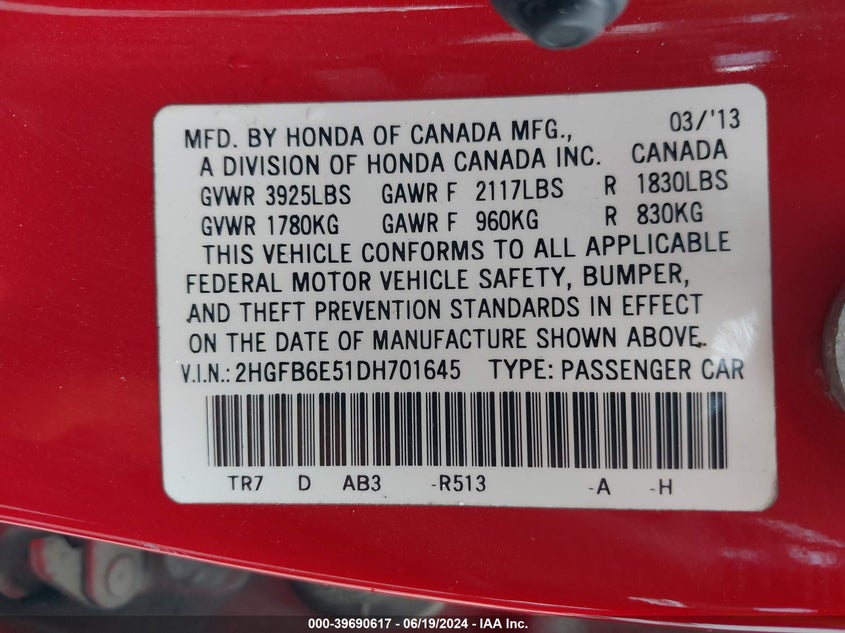 MFD. BY HONDA OF CANADA MFG., 03/'13
A DIVISION OF HONDA CANADA INC. CANADA
GVWR 3925LBS GAWR F 2117LBS R 1830LBS
GVWR 1780KG GAWR F 960KG R 830KG
THIS VEHICLE CONFORMS TO ALL APPLICABLE
FEDERAL MOTOR VEHICLE SAFETY, BUMPER,
AND THEFT PREVENTION STANDARDS IN EFFECT
ON THE DATE OF MANUFACTURE SHOWN ABOVE.
V.I.N.: 2HGFB6E51DH701645 TYPE: PASSENGER CAR
TR7 D AB3 -R513 -A -H
000-39690617 - 06/19/2024 - IAA Inc.